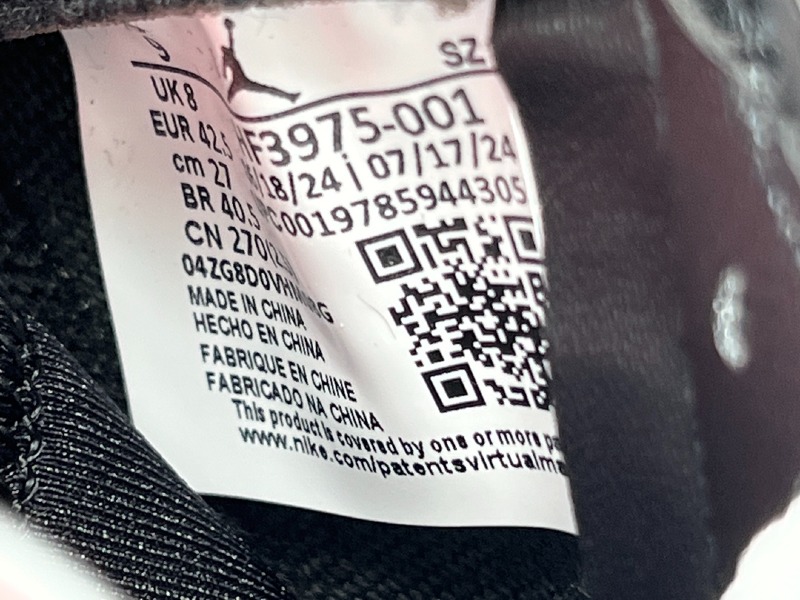 SZ
UK 8
EUR 42.5
cm 27
BR 40.5
CN 270
HF3975-001
07/17/24
0019785944305
MADE IN CHINA
HECHO EN CHINA
FABRIQUE EN CHINE
FABRICADO NA CHINA
This product is covered by one or more
www.nike.com/patentsvirtualma